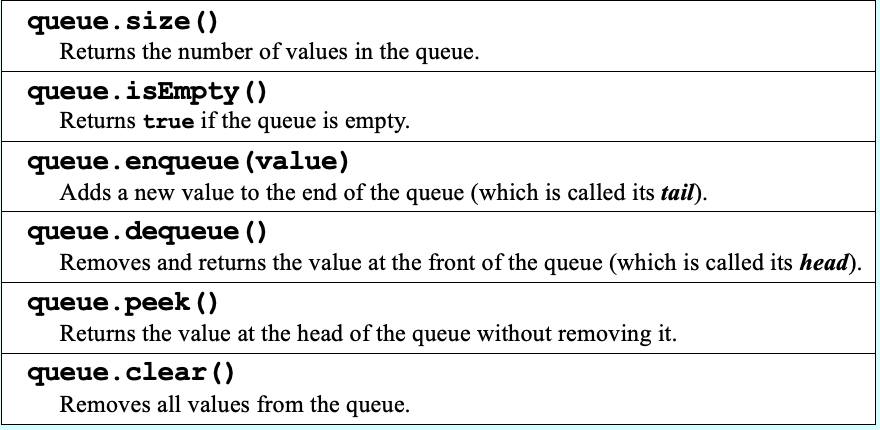 queue.size()
Returns the number of values in the queue.
queue.isEmpty()
Returns true if the queue is empty.
queue.enqueue(value)
Adds a new value to the end of the queue (which is called its tail).
queue.dequeue()
Removes and returns the value at the front of the queue (which is called its head).
queue.peek()
Returns the value at the head of the queue without removing it.
queue.clear()
Removes all values from the queue.